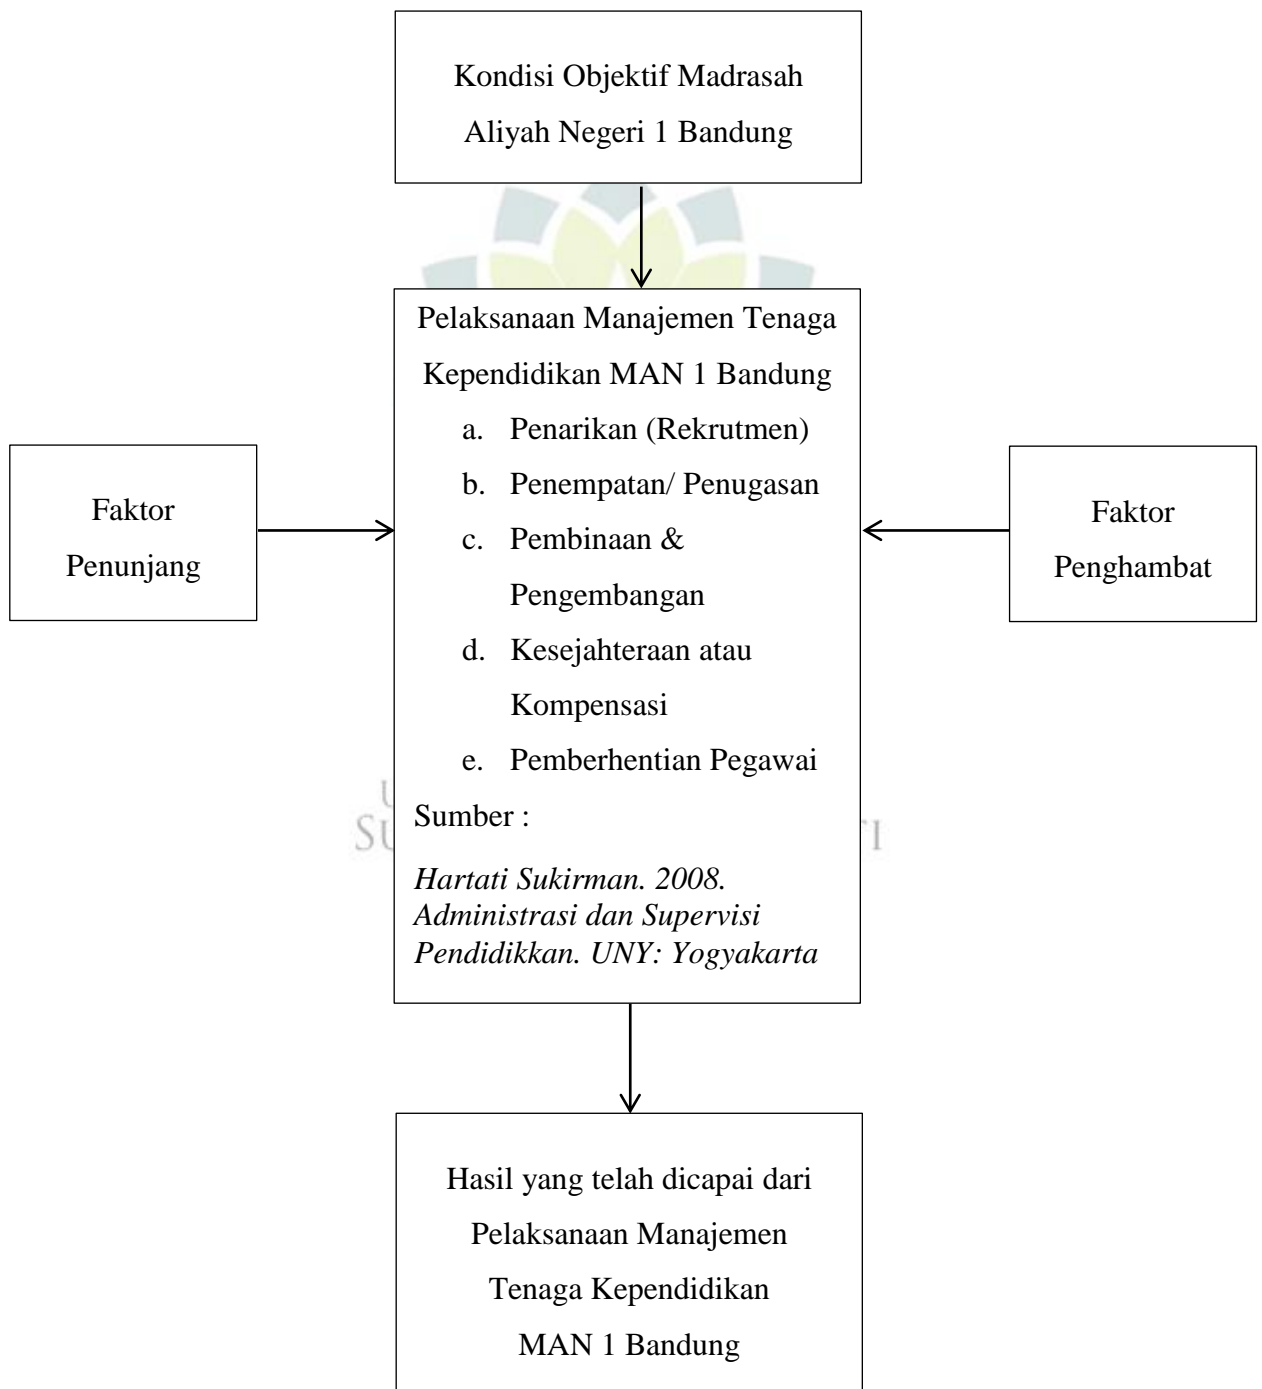 Kondisi Objektif Madrasah
Aliyah Negeri 1 Bandung
Pelaksanaan Manajemen Tenaga
Kependidikan MAN 1 Bandung
a. Penarikan (Rekrutmen)
b. Penempatan/ Penugasan
c. Pembinaan &
Pengembangan
d. Kesejahteraan atau
Kompensasi
e. Pemberhentian Pegawai
Sumber :
Hartati Sukirman. 2008.
Administrasi dan Supervisi
Pendidikkan. UNY: Yogyakarta
Faktor
Penunjang
Faktor
Penghambat
Hasil yang telah dicapai dari
Pelaksanaan Manajemen
Tenaga Kependidikan
MAN 1 Bandung